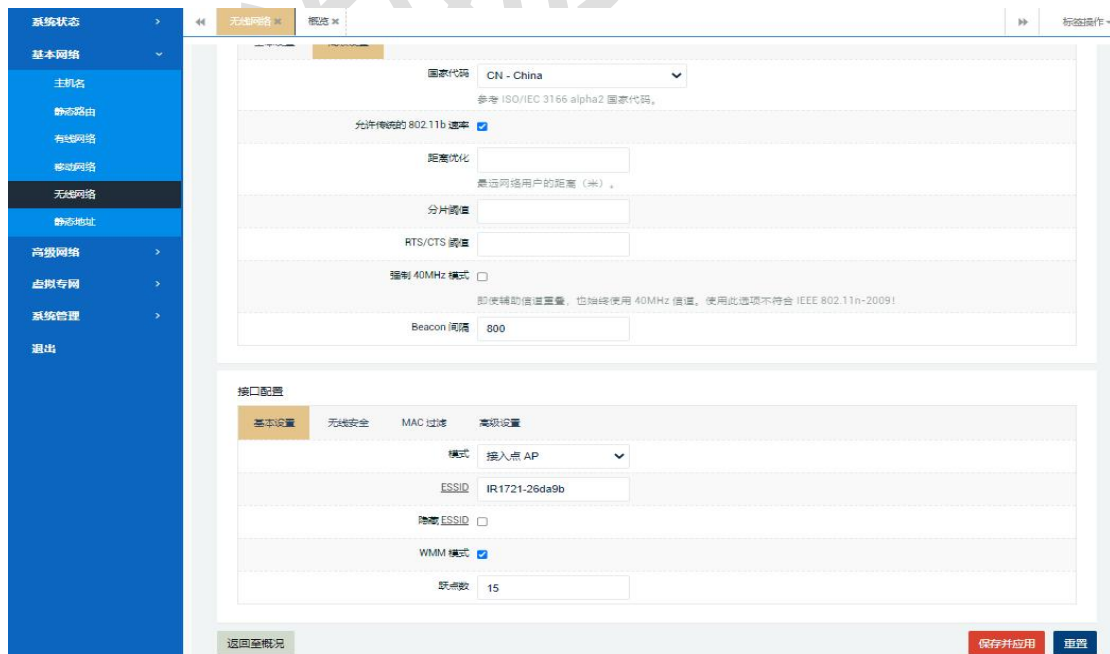 系统状态
基本网络
主机名
静态路由
有线网络
移动网络
无线网络
静态地址
高级网络
虚拟专网
系统管理
退出
无线网络
概览
标签操作
国家代码 CN - China
参考 ISO/IEC 3166 alpha2 国家代码。
允许传统的 802.11b 速率
距离优化
最远网络用户的距离（米）。
分片阈值
RTS/CTS 阈值
强制 40MHz 模式
即使辅助信道重叠，也始终使用 40MHz 信道。使用此选项不符合 IEEE 802.11n-2009!
Beacon 间隔 800
接口配置
基本设置 无线安全 MAC 过滤 高级设置
模式 接入点 AP
ESSID IR1721-26da9b
隐藏 ESSID
WMM 模式
跃点数 15
返回至概况
保存并应用 重置